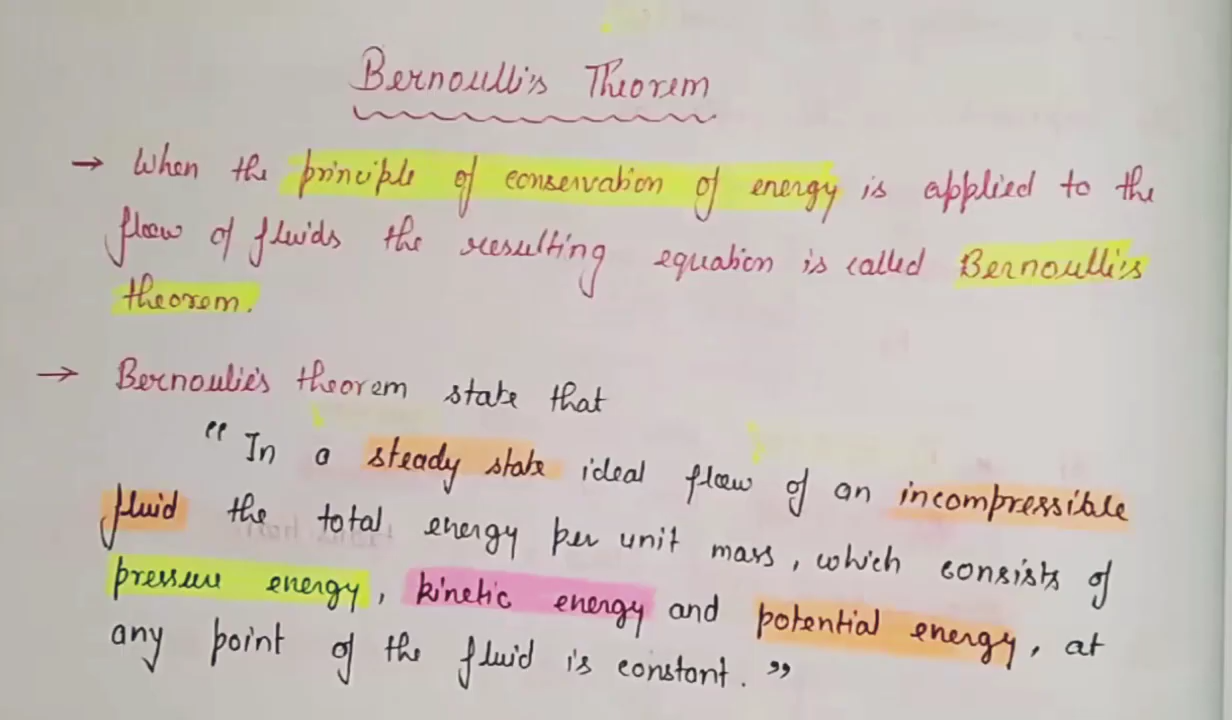 Bernoulli's Theorem
→ When the principle of conservation of energy is applied to the
flow of fluids the resulting equation is called Bernoulli's
theorem.
→ Bernoulie's theorem state that
"In a steady state ideal flow of an incompressible
fluid the total energy per unit mass, which consists of
pressure energy, kinetic energy and potential energy, at
any point of the fluid is constant."